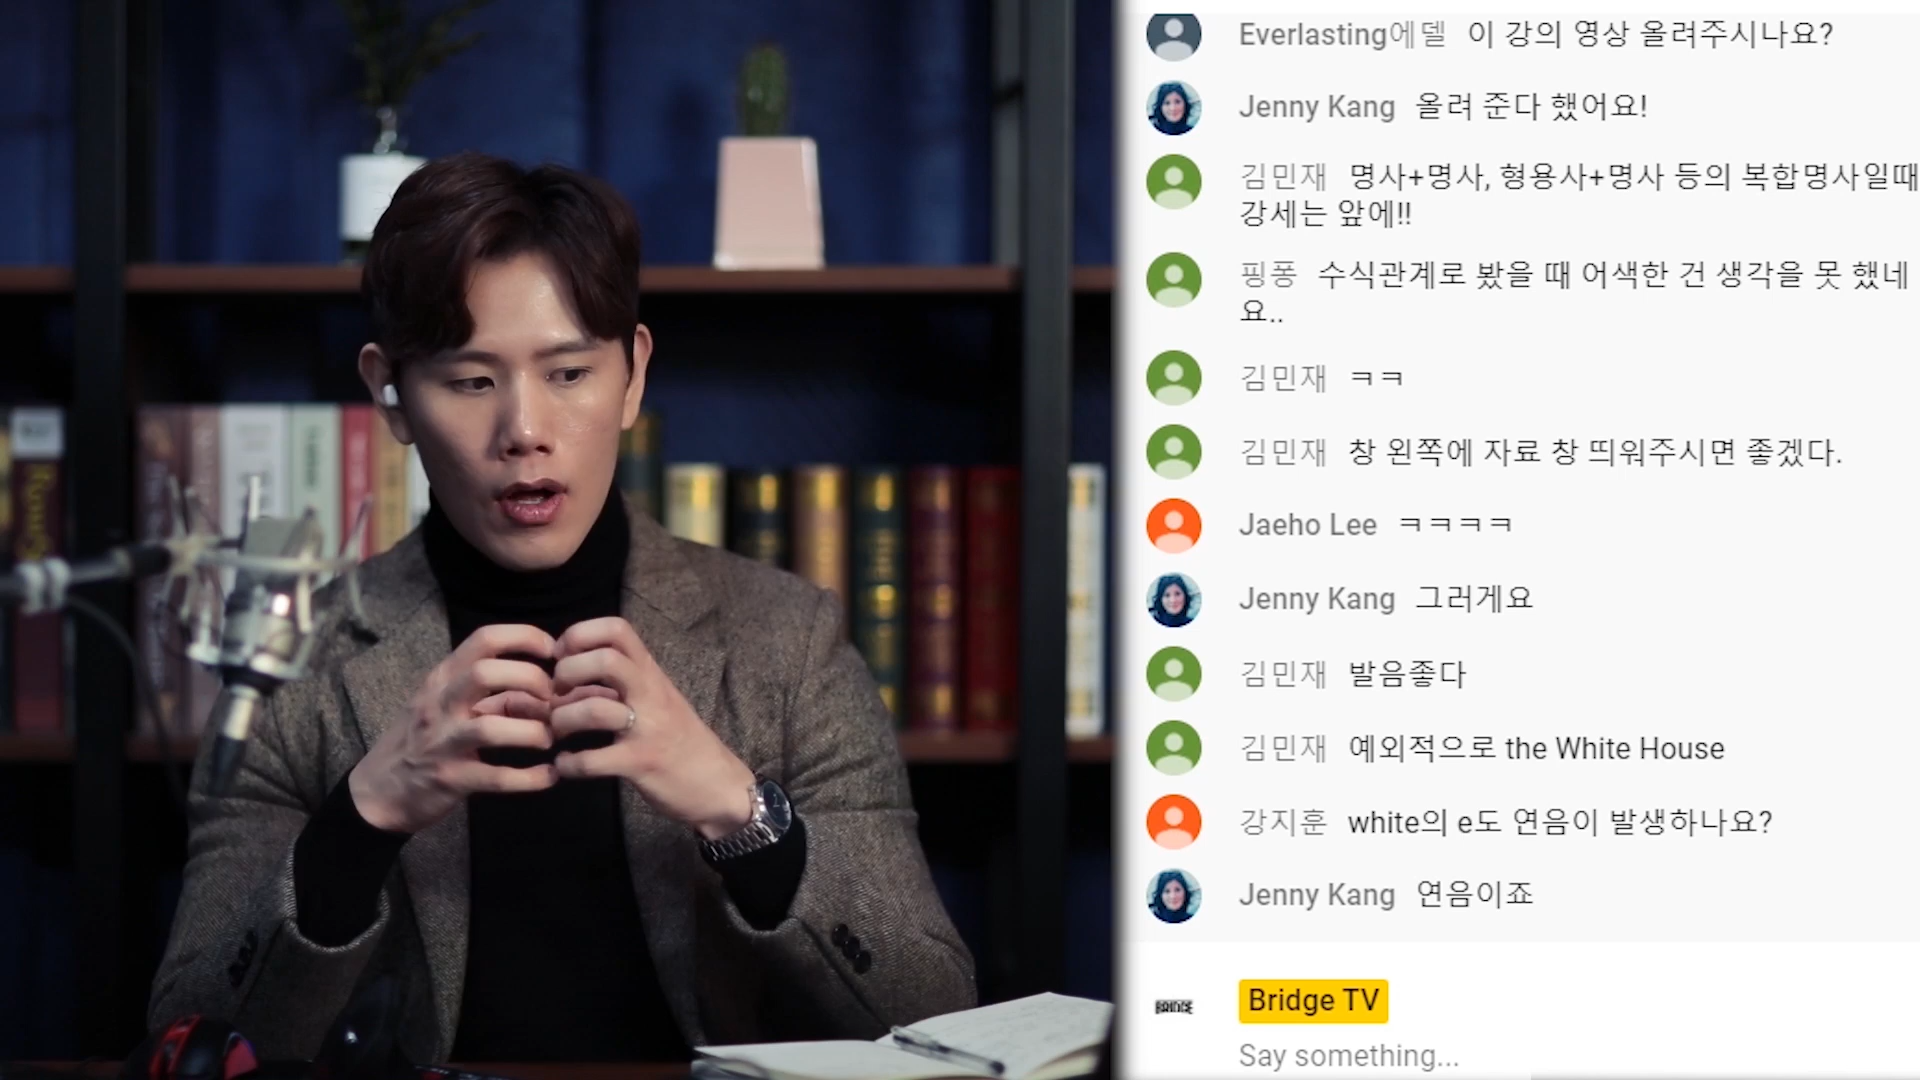 Everlasting에델 이 강의 영상 올려주시나요?
Jenny Kang 올려 준다 했어요!
김민재 명사+명사, 형용사+명사 등의 복합명사일때
강세는 앞에!!
핑퐁 수식관계로 봤을 때 어색한 건 생각을 못 했네
요..
김민재 ㅋㅋ
김민재 창 왼쪽에 자료 창 띄워주시면 좋겠다.
Jaeho Lee ㅋㅋㅋㅋ
Jenny Kang 그러게요
김민재 발음좋다
김민재 예외적으로 the White House
강지훈 white의 e도 연음이 발생하나요?
Jenny Kang 연음이죠
BRIDGE
Bridge TV
Say something...